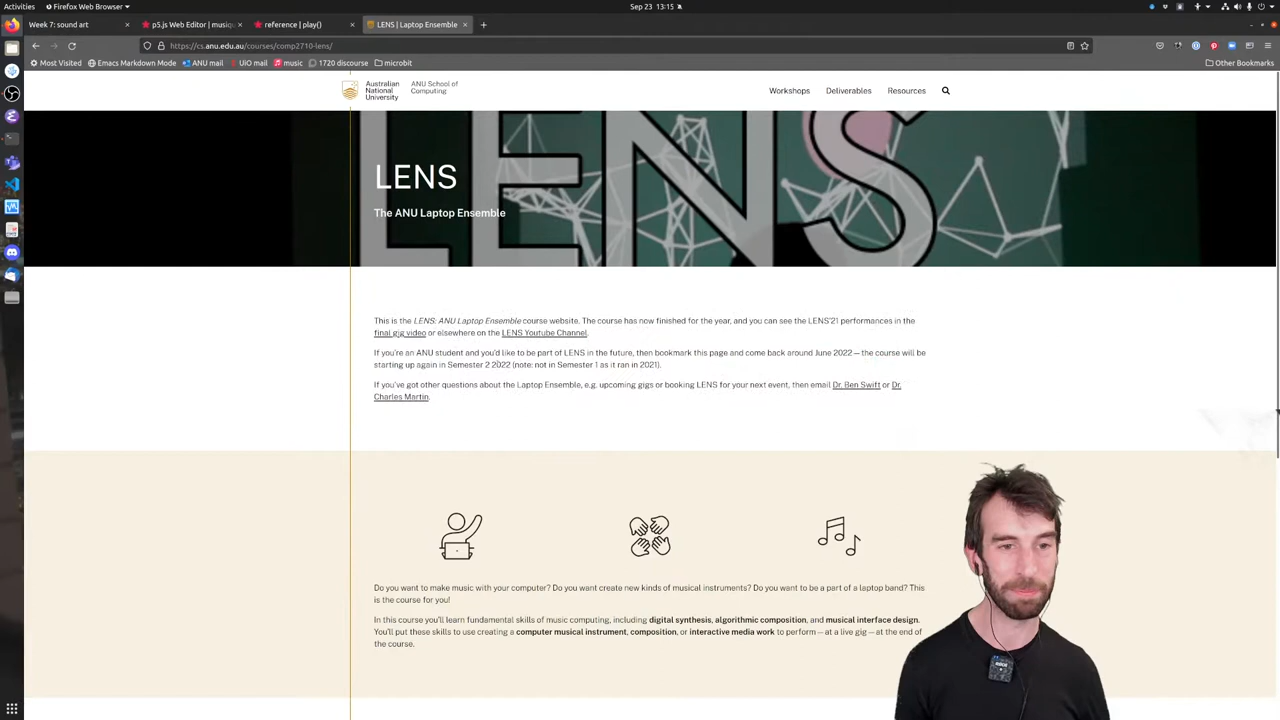 Activities
Firefox Web Browser
Sep 23 13:15
Week 7: sound art
p5.js Web Editor | musiqu
reference | play()
LENS | Laptop Ensemble
https://cs.anu.edu.au/courses/comp2710-lens/
Most Visited
Emacs Markdown Mode
ANU mail
UiO mail
music
1720 discourse
microbit
Other Bookmarks
Australian
National
University
ANU School of
Computing
Workshops
Deliverables
Resources
LENS
LENS
The ANU Laptop Ensemble
This is the LENS: ANU Laptop Ensemble course website. The course has now finished for the year, and you can see the LENS'21 performances in the
final gig video or elsewhere on the LENS Youtube Channel.
If you're an ANU student and you'd like to be part of LENS in the future, then bookmark this page and come back around June 2022—the course will be
starting up again in Semester 2 2022 (note: not in Semester 1 as it ran in 2021).
If you've got other questions about the Laptop Ensemble, e.g. upcoming gigs or booking LENS for your next event, then email Dr. Ben Swift or Dr.
Charles Martin.
Do you want to make music with your computer? Do you want create new kinds of musical instruments? Do you want to be a part of a laptop band? This
is the course for you!
In this course you'll learn fundamental skills of music computing, including digital synthesis, algorithmic composition, and musical interface design.
You'll put these skills to use creating a computer musical instrument, composition, or interactive media work to perform—at a live gig—at the end of
the course.